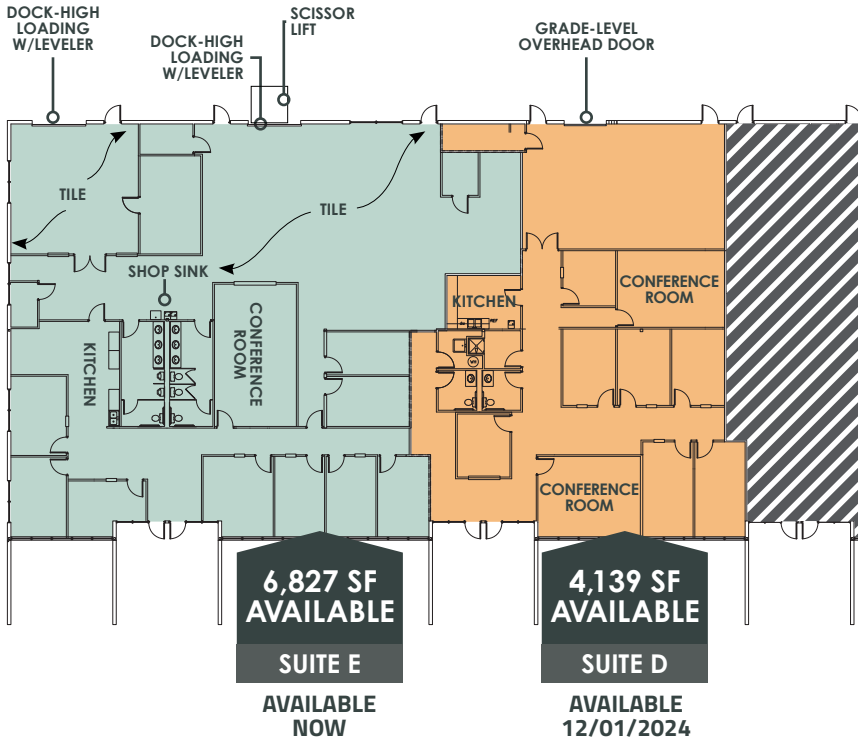 DOCK-HIGH
LOADING
W/LEVELER
DOCK-HIGH
LOADING
W/LEVELER
SCISSOR
LIFT
GRADE-LEVEL
OVERHEAD DOOR
TILE
TILE
SHOP SINK
KITCHEN
CONFERENCE
ROOM
KITCHEN
CONFERENCE
ROOM
CONFERENCE
ROOM
6,827 SF
AVAILABLE
SUITE E
AVAILABLE
NOW
4,139 SF
AVAILABLE
SUITE D
AVAILABLE
12/01/2024